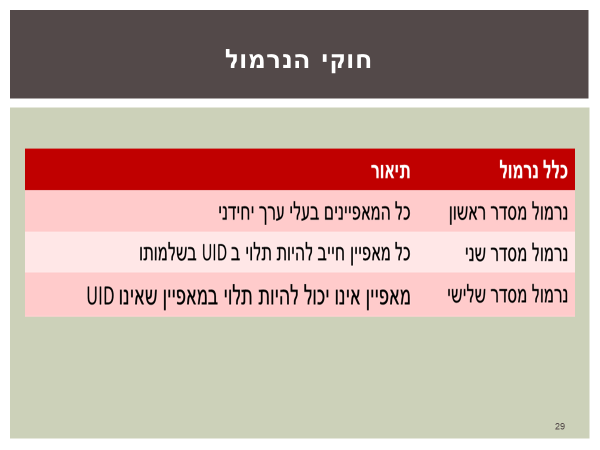 חוקי הנרמול
כלל נרמול תיאור
נרמול מסדר ראשון כל המאפיינים בעלי ערך יחידני
נרמול מסדר שני כל מאפיין חייב להיות תלוי ב UID בשלמותו
נרמול מסדר שלישי מאפיין אינו יכול להיות תלוי במאפיין שאינו UID
29